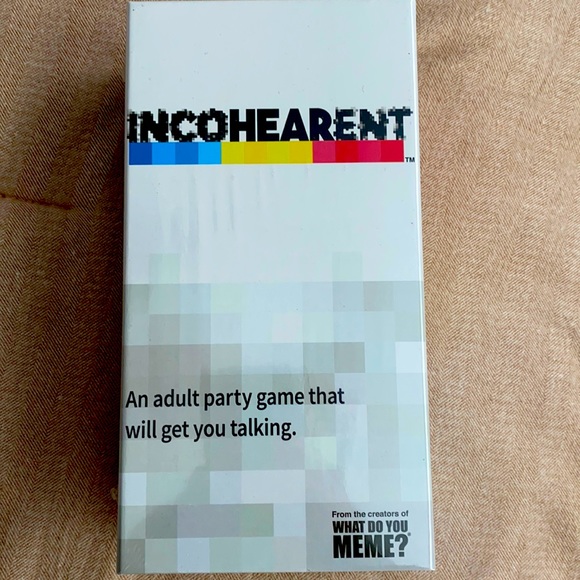 INCOHEARENT
TM
An adult party game that
will get you talking.
From the creators of
WHAT DO YOU
MEME?®